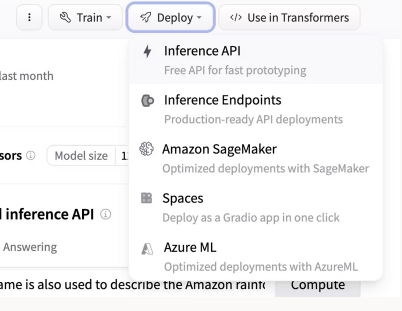 Train
Deploy
</> Use in Transformers
last month
Inference API
Free API for fast prototyping
Inference Endpoints
Production-ready API deployments
Amazon SageMaker
Optimized deployments with SageMaker
Spaces
Deploy as a Gradio app in one click
Azure ML
Optimized deployments with AzureML
sors
Model size
inference API
Answering
ame is also used to describe the Amazon rainfo
Compute